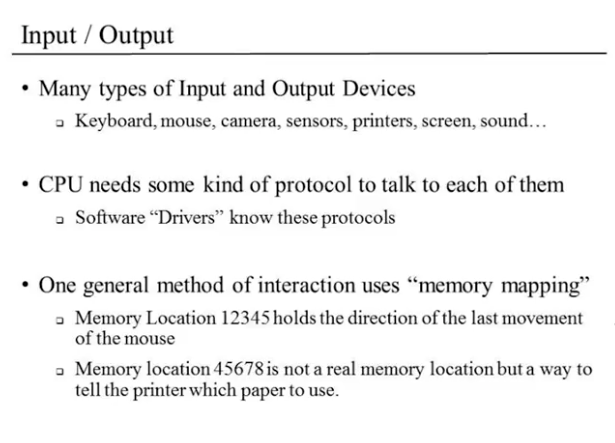 Input / Output
• Many types of Input and Output Devices
❑ Keyboard, mouse, camera, sensors, printers, screen, sound…
• CPU needs some kind of protocol to talk to each of them
❑ Software “Drivers” know these protocols
• One general method of interaction uses “memory mapping”
❑ Memory Location 12345 holds the direction of the last movement
of the mouse
❑ Memory location 45678 is not a real memory location but a way to
tell the printer which paper to use.